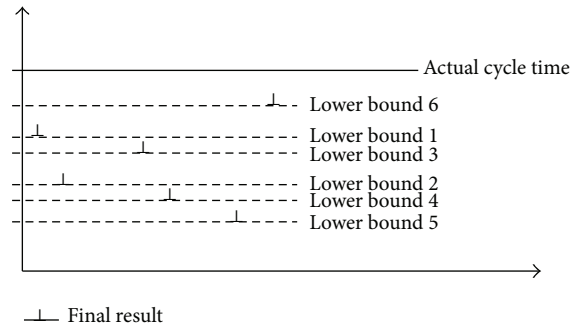 Actual cycle time
Lower bound 6
Lower bound 1
Lower bound 3
Lower bound 2
Lower bound 4
Lower bound 5
Final result